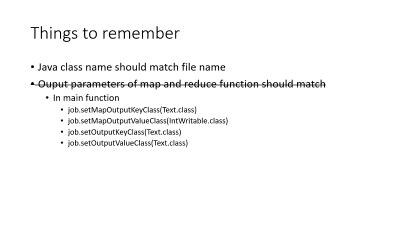 Things to remember
• Java class name should match file name
• Ouput parameters of map and reduce function should match
• In main function
• job.setMapOutputKeyClass(Text.class)
• job.setMapOutputValueClass(IntWritable.class)
• job.setOutputKeyClass(Text.class)
• job.setOutputValueClass(Text.class)